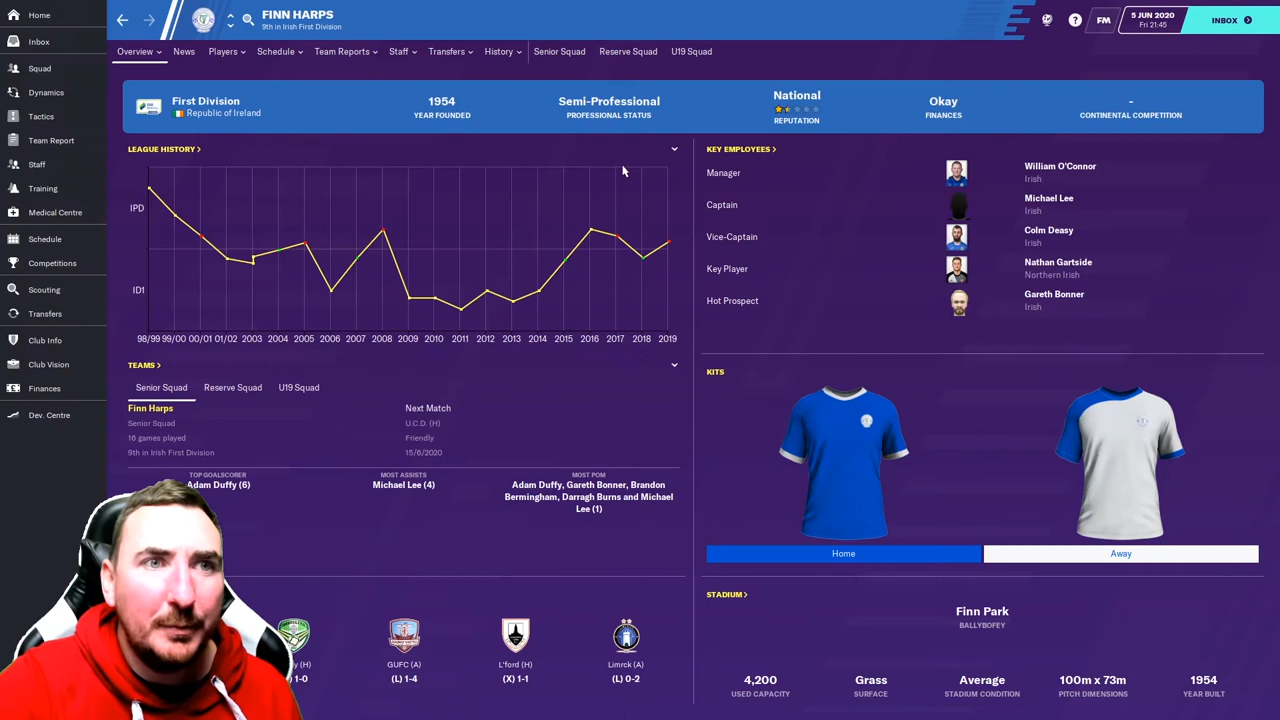 Home
FINN HARPS
9th in Irish First Division
FM
5 JUN 2020
Fri 21:45
INBOX
Inbox
Squad
Dynamics
Tactics
Team Report
Staff
Training
Medical Centre
Schedule
Competitions
Scouting
Transfers
Club Info
Club Vision
Finances
Dev. Centre
Overview
News
Players
Schedule
Team Reports
Staff
Transfers
History
Senior Squad
Reserve Squad
U19 Squad
First Division
Republic of Ireland
1954
YEAR FOUNDED
Semi-Professional
PROFESSIONAL STATUS
National
REPUTATION
Okay
FINANCES
-
CONTINENTAL COMPETITION
LEAGUE HISTORY >
IPD
ID1
98/99 99/00 00/01 01/02 2003 2004 2005 2006 2007 2008 2009 2010 2011 2012 2013 2014 2015 2016 2017 2018 2019
TEAMS >
Senior Squad Reserve Squad U19 Squad
Finn Harps
Senior Squad
16 games played
9th in Irish First Division
Next Match
U.C.D. (H)
Friendly
15/6/2020
TOP GOALSCORER
Adam Duffy (6)
MOST ASSISTS
Michael Lee (4)
MOST POM
Adam Duffy, Gareth Bonner, Brandon
Bermingham, Darragh Burns and Michael
Lee (1)
(H)
1-0
GUFC (A)
(L) 1-4
L'ford (H)
(X) 1-1
Limrck (A)
(L) 0-2
KEY EMPLOYEES >
Manager
William O'Connor
Irish
Captain
Michael Lee
Irish
Vice-Captain
Colm Deasy
Irish
Key Player
Nathan Gartside
Northern Irish
Hot Prospect
Gareth Bonner
Irish
KITS
Home
Away
STADIUM >
Finn Park
BALLYBOFEY
4,200
USED CAPACITY
Grass
SURFACE
Average
STADIUM CONDITION
100m x 73m
PITCH DIMENSIONS
1954
YEAR BUILT